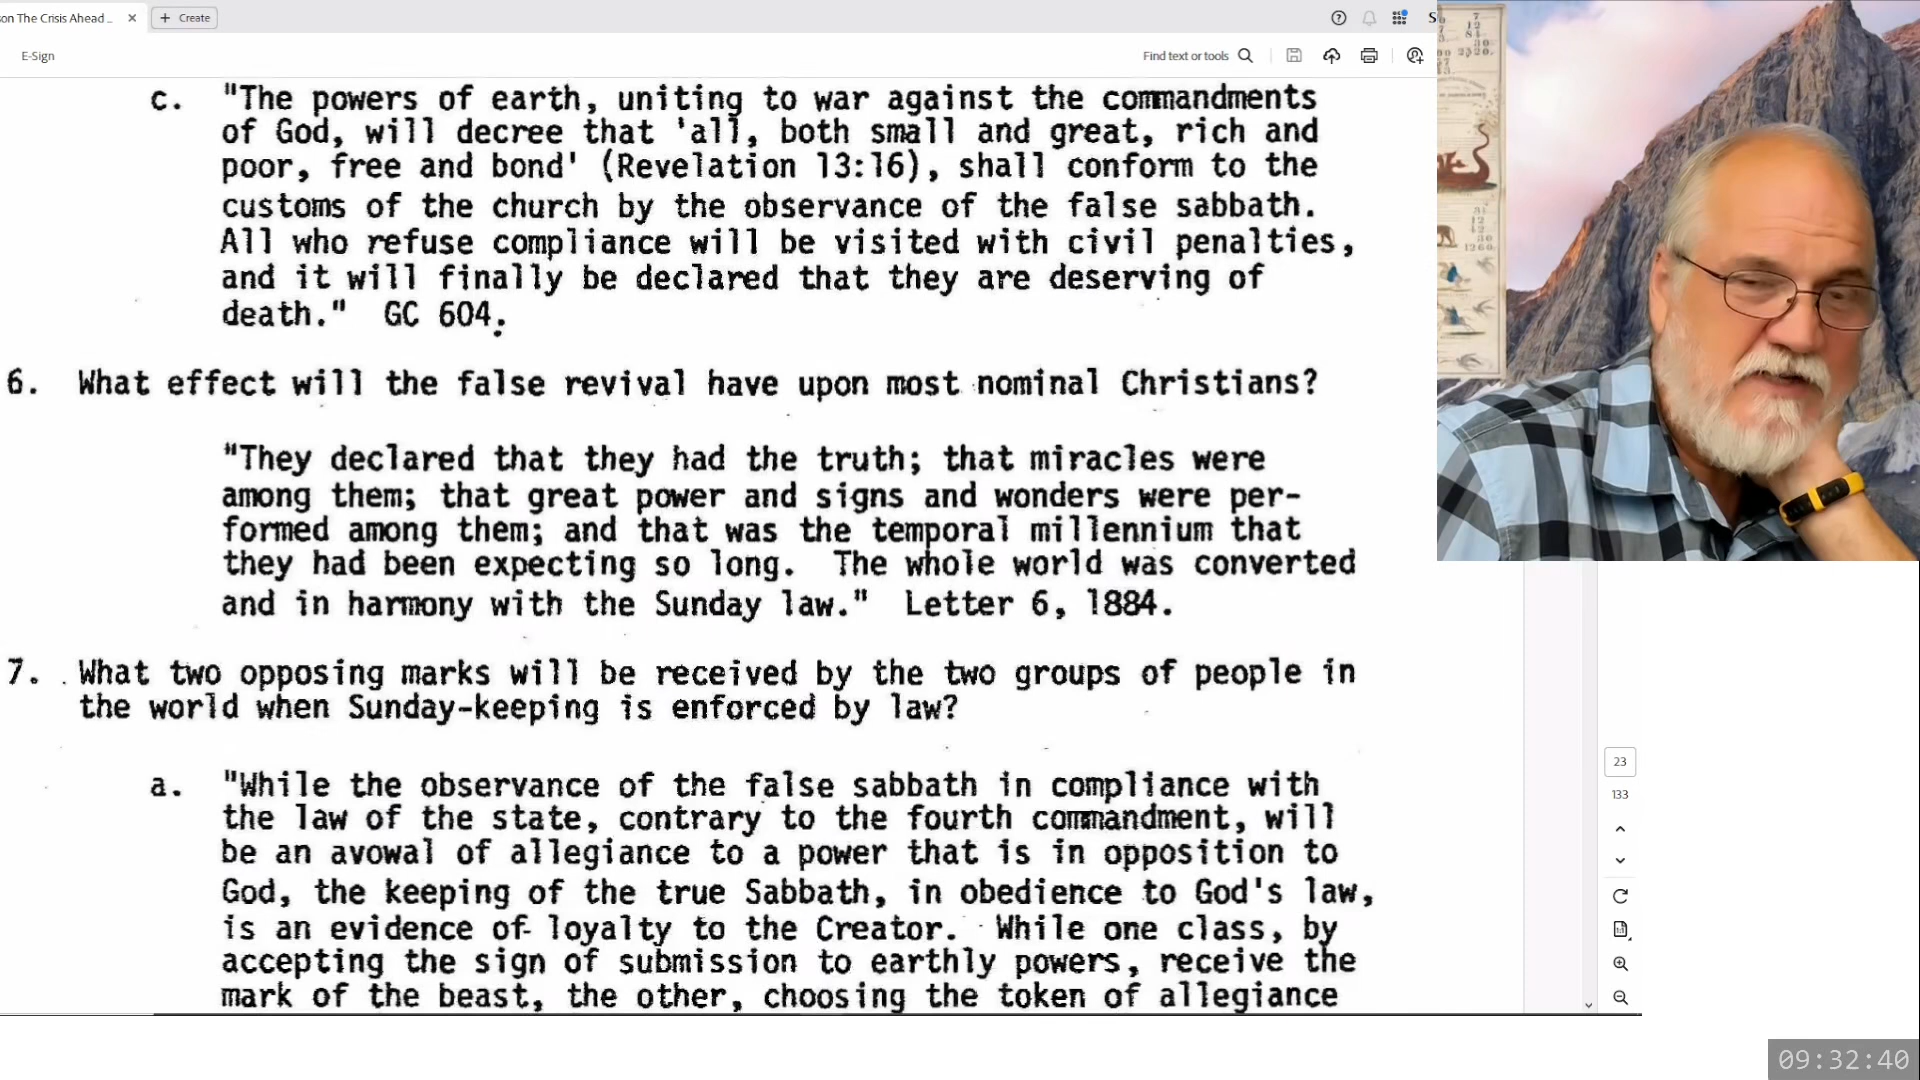 on The Crisis Ahead ...
Create
E-Sign
Find text or tools
c. "The powers of earth, uniting to war against the commandments
of God, will decree that 'all, both small and great, rich and
poor, free and bond' (Revelation 13:16), shall conform to the
customs of the church by the observance of the false sabbath.
All who refuse compliance will be visited with civil penalties,
and it will finally be declared that they are deserving of
death." GC 604.
6. What effect will the false revival have upon most nominal Christians?
"They declared that they had the truth; that miracles were
among them; that great power and signs and wonders were per-
formed among them; and that was the temporal millennium that
they had been expecting so long. The whole world was converted
and in harmony with the Sunday law." Letter 6, 1884.
7. What two opposing marks will be received by the two groups of people in
the world when Sunday-keeping is enforced by law?
a. "While the observance of the false sabbath in compliance with
the law of the state, contrary to the fourth commandment, will
be an avowal of allegiance to a power that is in opposition to
God, the keeping of the true Sabbath, in obedience to God's law,
is an evidence of loyalty to the Creator. While one class, by
accepting the sign of submission to earthly powers, receive the
mark of the beast, the other, choosing the token of allegiance
23
133
09:32:40